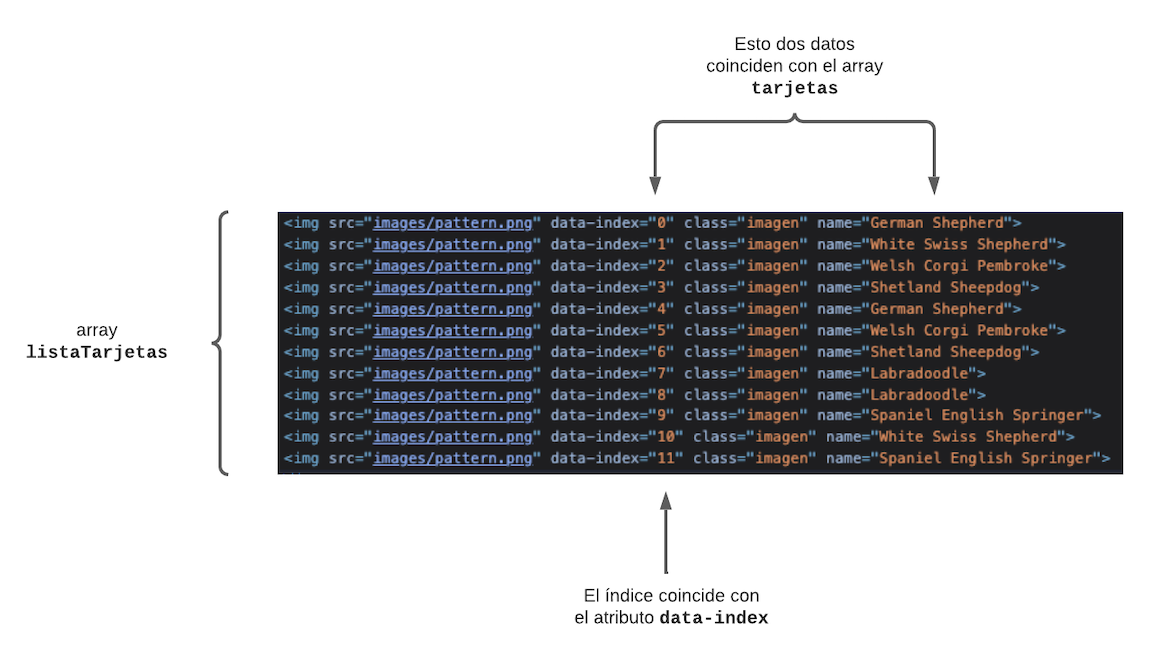 Esto dos datos
coinciden con el array
tarjetas
<img src="images/pattern.png" data-index="0" class="imagen" name="German Shepherd">
<img src="images/pattern.png" data-index="1" class="imagen" name="White Swiss Shepherd">
<img src="images/pattern.png" data-index="2" class="imagen" name="Welsh Corgi Pembroke">
<img src="images/pattern.png" data-index="3" class="imagen" name="Shetland Sheepdog">
<img src="images/pattern.png" data-index="4" class="imagen" name="German Shepherd">
<img src="images/pattern.png" data-index="5" class="imagen" name="Welsh Corgi Pembroke">
<img src="images/pattern.png" data-index="6" class="imagen" name="Shetland Sheepdog">
<img src="images/pattern.png" data-index="7" class="imagen" name="Labradoodle">
<img src="images/pattern.png" data-index="8" class="imagen" name="Labradoodle">
<img src="images/pattern.png" data-index="9" class="imagen" name="Spaniel English Springer">
<img src="images/pattern.png" data-index="10" class="imagen" name="White Swiss Shepherd">
<img src="images/pattern.png" data-index="11" class="imagen" name="Spaniel English Springer">
array
listaTarjetas
El índice coincide con
el atributo data-index